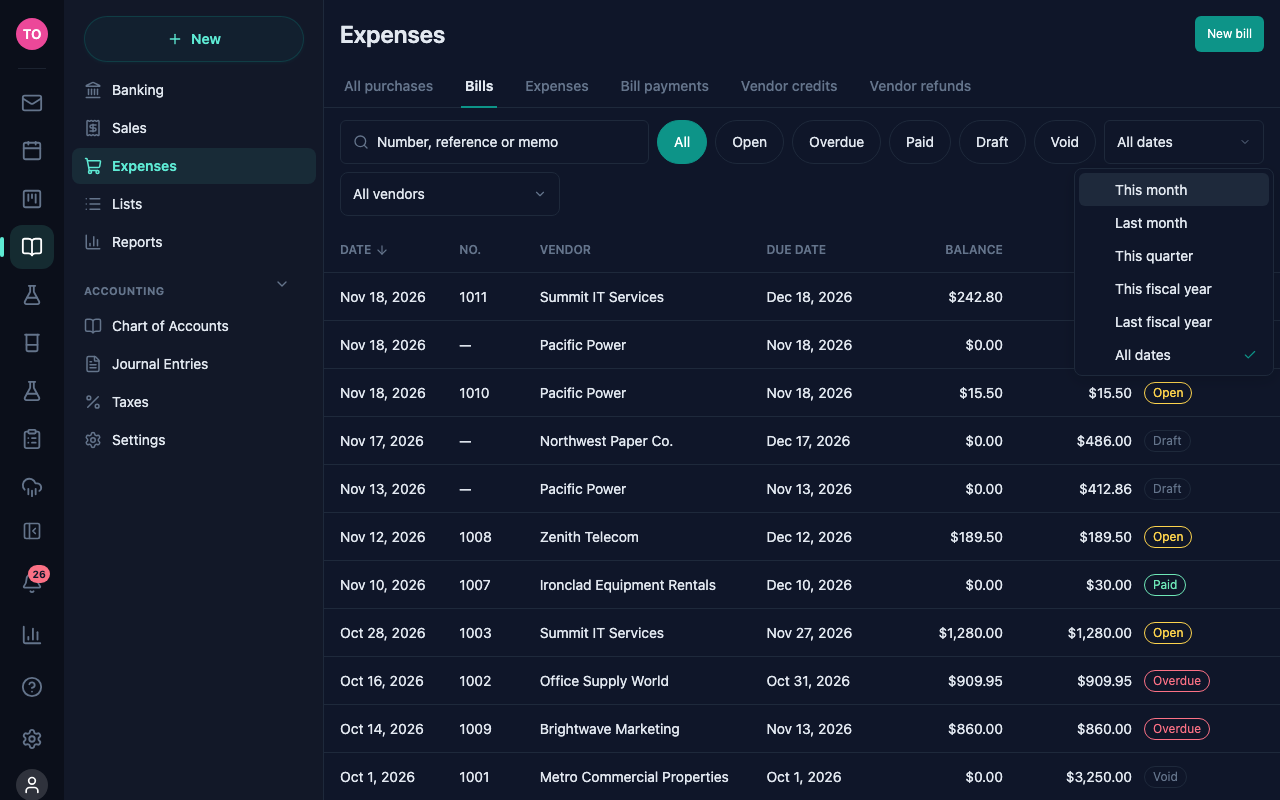 TO
New
Expenses
New bill
Banking
Sales
Expenses
Lists
Reports
ACCOUNTING
Chart of Accounts
Journal Entries
Taxes
Settings
26
All purchases Bills Expenses Bill payments Vendor credits Vendor refunds
Number, reference or memo All Open Overdue Paid Draft Void All dates
All vendors
This month
Last month
This quarter
This fiscal year
Last fiscal year
All dates
DATE NO. VENDOR DUE DATE BALANCE
Nov 18, 2026 1011 Summit IT Services Dec 18, 2026 $242.80
Nov 18, 2026 — Pacific Power Nov 18, 2026 $0.00
Nov 18, 2026 1010 Pacific Power Nov 18, 2026 $15.50 $15.50 Open
Nov 17, 2026 — Northwest Paper Co. Dec 17, 2026 $0.00 $486.00 Draft
Nov 13, 2026 — Pacific Power Nov 13, 2026 $0.00 $412.86 Draft
Nov 12, 2026 1008 Zenith Telecom Dec 12, 2026 $189.50 $189.50 Open
Nov 10, 2026 1007 Ironclad Equipment Rentals Dec 10, 2026 $0.00 $30.00 Paid
Oct 28, 2026 1003 Summit IT Services Nov 27, 2026 $1,280.00 $1,280.00 Open
Oct 16, 2026 1002 Office Supply World Oct 31, 2026 $909.95 $909.95 Overdue
Oct 14, 2026 1009 Brightwave Marketing Nov 13, 2026 $860.00 $860.00 Overdue
Oct 1, 2026 1001 Metro Commercial Properties Oct 1, 2026 $0.00 $3,250.00 Void